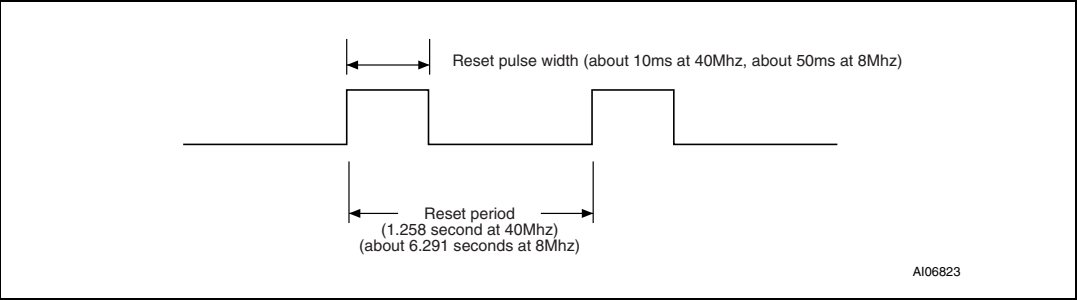 Reset pulse width (about 10ms at 40Mhz, about 50ms at 8Mhz)
Reset period
(1.258 second at 40Mhz)
(about 6.291 seconds at 8Mhz)
AI06823